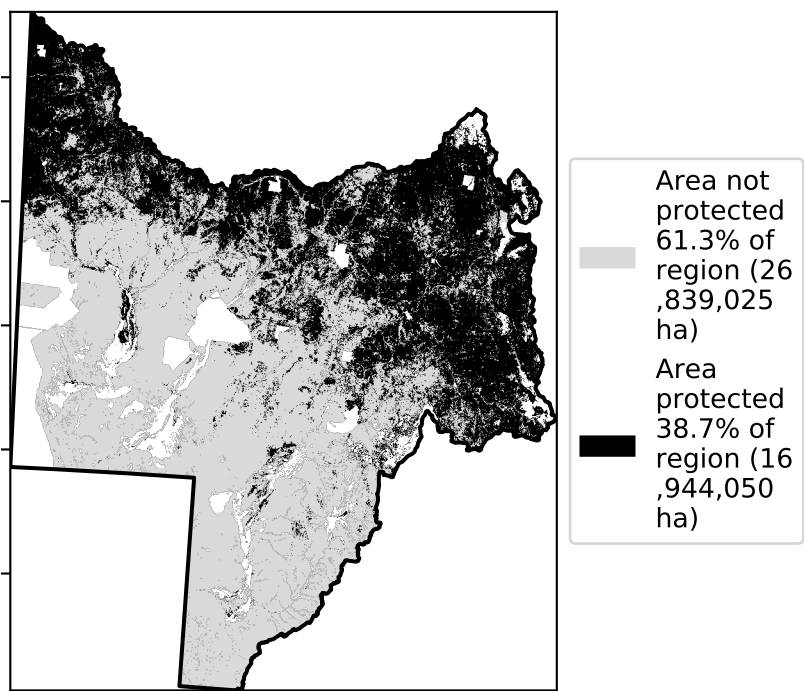 Area not
protected
61.3% of
region (26
,839,025
ha)
Area
protected
38.7% of
region (16
,944,050
ha)